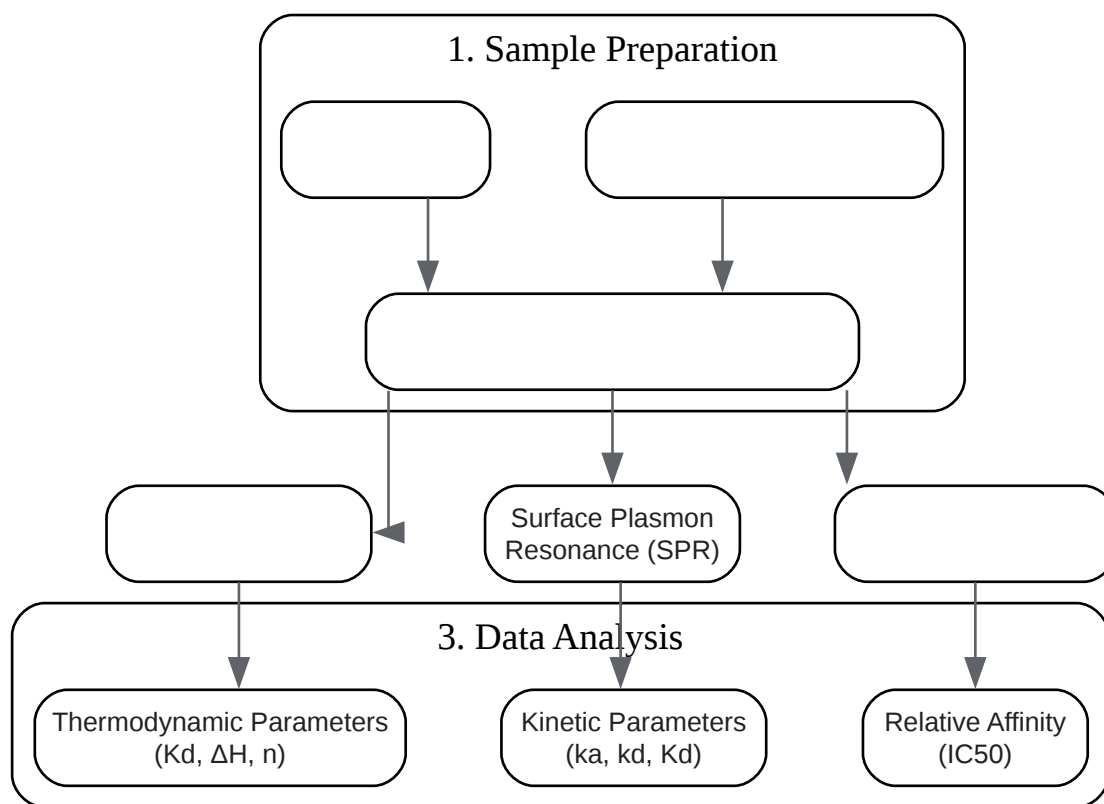 1. Sample Preparation
Surface Plasmon
Resonance (SPR)
3. Data Analysis
Thermodynamic Parameters
(Kd, ΔH, n)
Kinetic Parameters
(ka, kd, Kd)
Relative Affinity
(IC50)